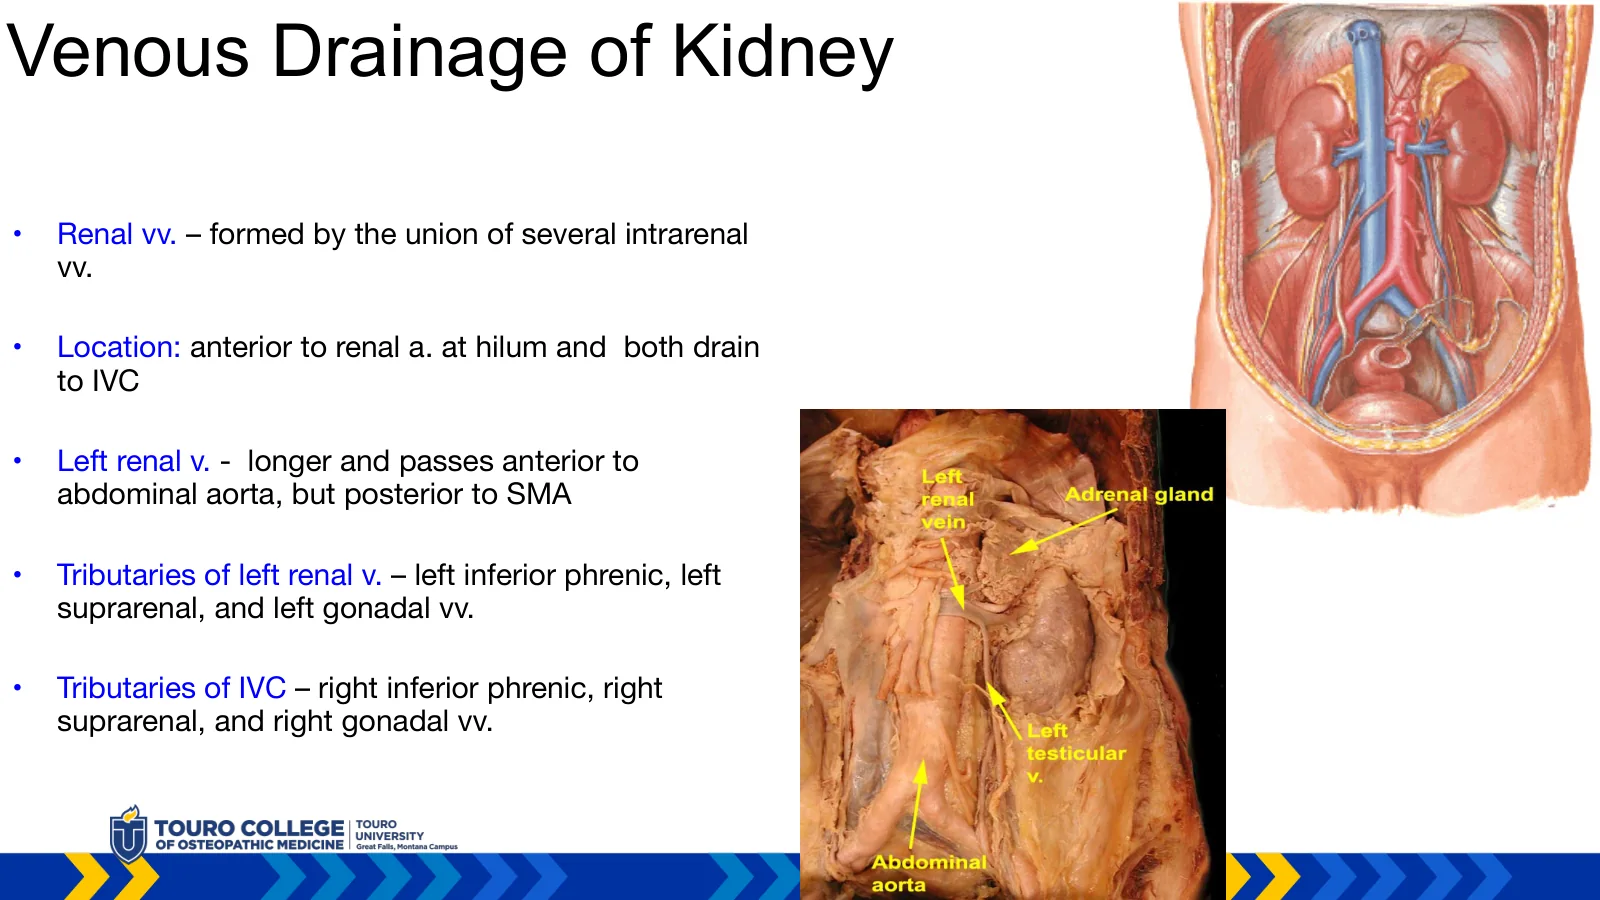 Venous Drainage of Kidney
• Renal vv. – formed by the union of several intrarenal
vv.
• Location: anterior to renal a. at hilum and  both drain
to IVC
• Left renal v. -  longer and passes anterior to
abdominal aorta, but posterior to SMA
• Tributaries of left renal v. – left inferior phrenic, left
suprarenal, and left gonadal vv.
• Tributaries of IVC – right inferior phrenic, right
suprarenal, and right gonadal vv.
Left
renal
vein
Adrenal gland
Left
testicular
v.
Abdominal
aorta
TOURO COLLEGE
OF OSTEOPATHIC MEDICINE
TOURO
UNIVERSITY
Great Falls, Montana Campus